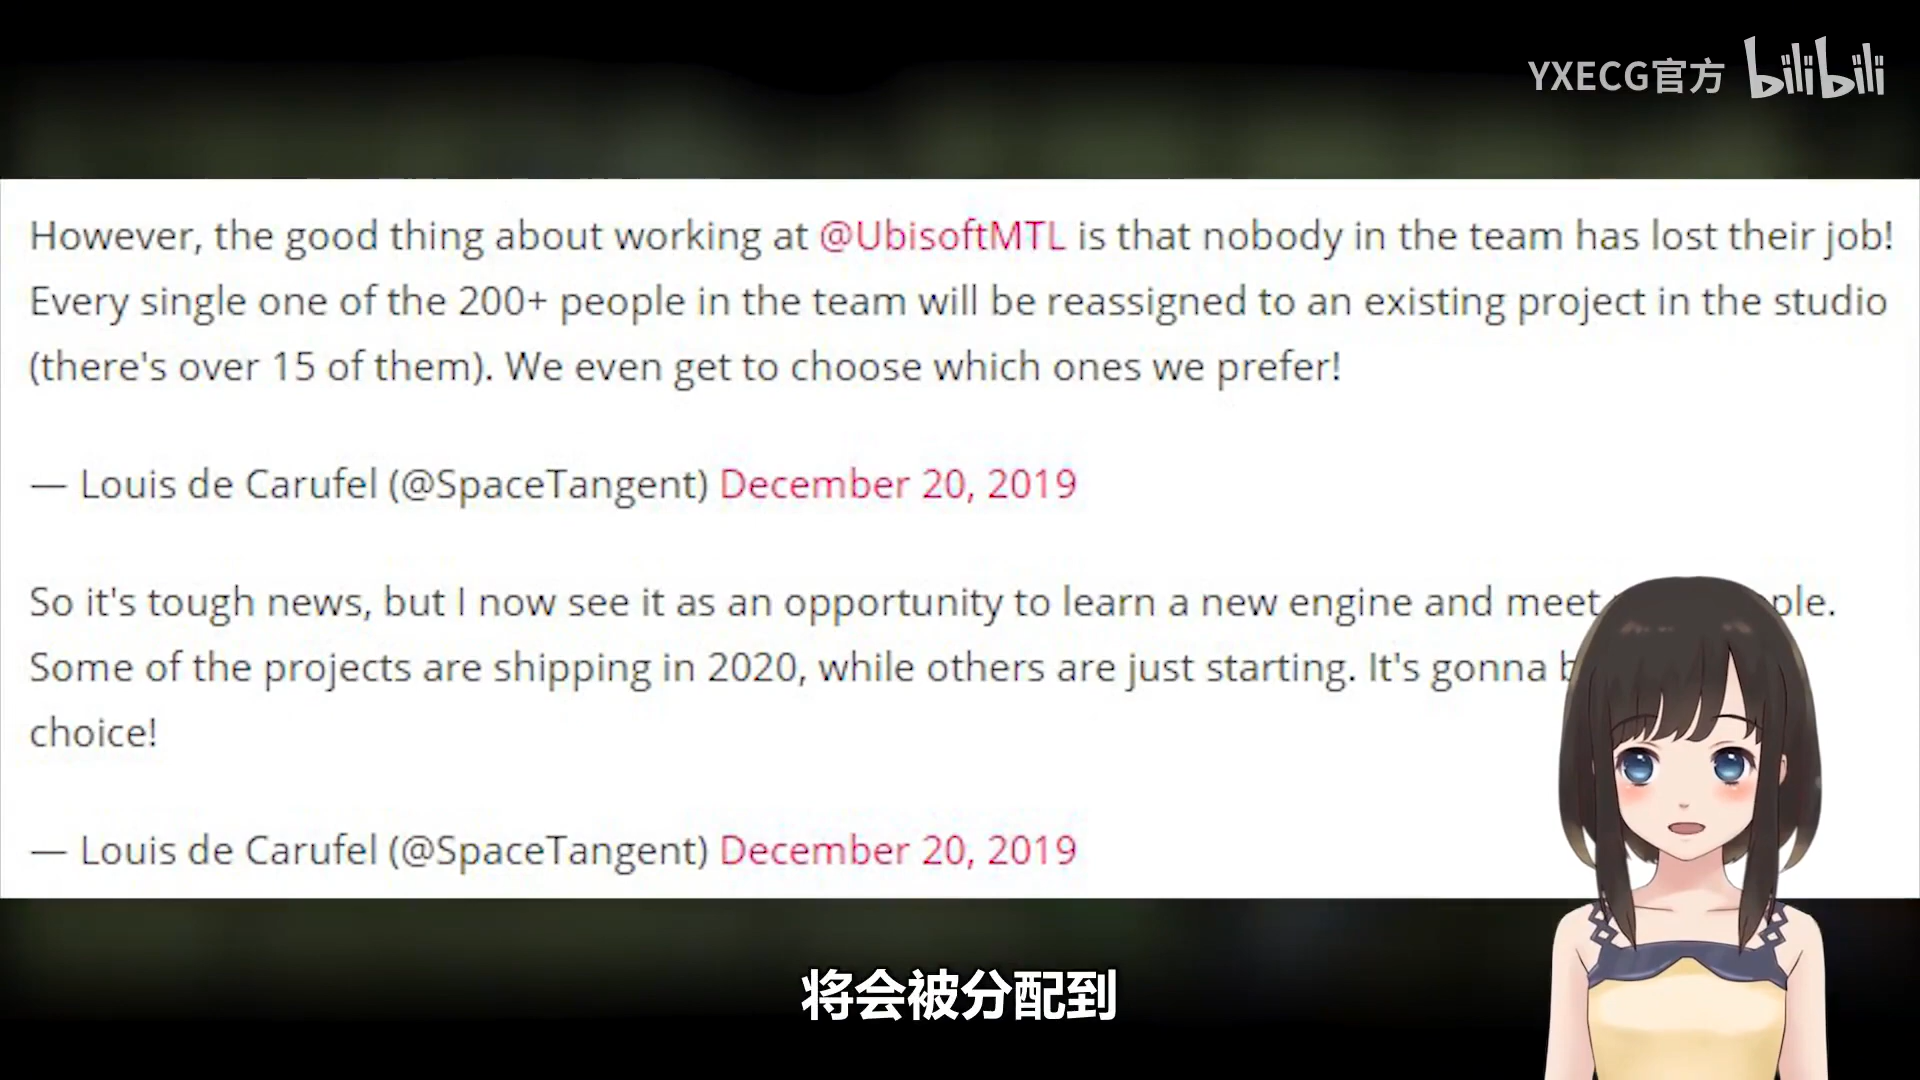 YXECG官方 bilibili
However, the good thing about working at @UbisoftMTL is that nobody in the team has lost their job!
Every single one of the 200+ people in the team will be reassigned to an existing project in the studio
(there's over 15 of them). We even get to choose which ones we prefer!
— Louis de Carufel (@SpaceTangent) December 20, 2019
So it's tough news, but I now see it as an opportunity to learn a new engine and meet
Some of the projects are shipping in 2020, while others are just starting. It's gonna
choice!
— Louis de Carufel (@SpaceTangent) December 20, 2019
将会被分配到